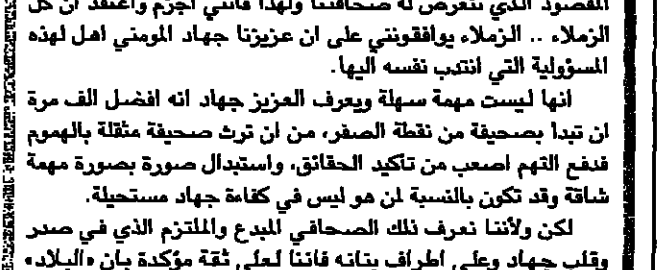 المقصود الذي تتعرض له صحافتنا ولهذا فانني اجزم واعتقد ان كل
الزملاء .. الزملاء يوافقونني على ان عزيزنا جهاد المومني اهل لهذه
المسؤولية التي انتدب نفسه اليها.
انها ليست مهمة سهلة ويعرف العزيز جهاد انه افضل الف مرة
ان تبدا بصحيفة من نقطة الصفر، من ان ترث صحيفة مثقلة بالهموم
فدفع التهم اصعب من تاكيد الحقائق، واستبدال صورة بصورة مهمة
شاقة وقد تكون بالنسبة لمن هو ليس في كفاءة جهاد مستحيلة.
لكن ولأننا نعرف ذلك الصحافي المبدع والملتزم الذي في صدر
وقلب جهاد وعلى اطراف بنانه فاننا لعلى ثقة مؤكدة بان «البلاد»